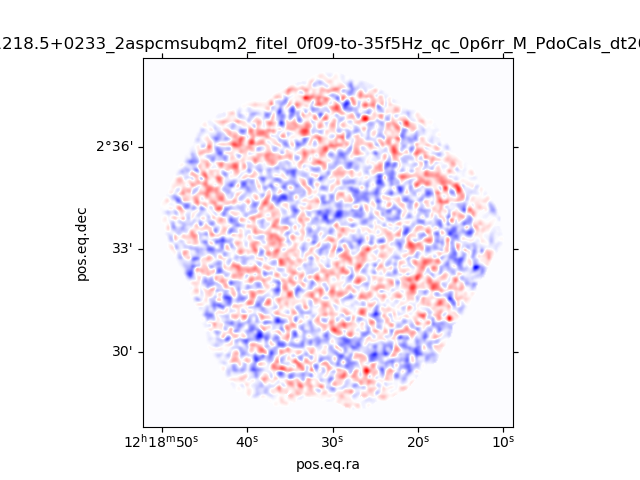 218.5+0233_2aspcmsubqm2_fitel_0f09-to-35f5Hz_qc_0p6rr_M_PdoCals_dt20
2°36'
33'
30'
pos.eq.dec
12ʰ18ᵐ50ˢ 40ˢ 30ˢ 20ˢ 10ˢ
pos.eq.ra